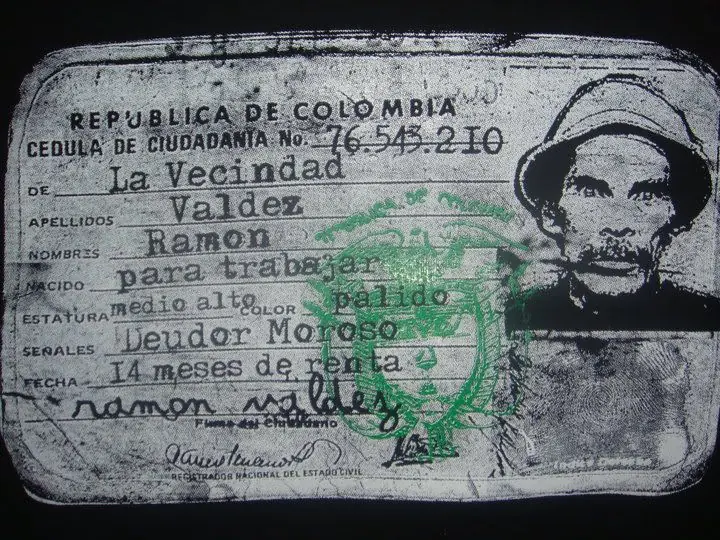 REPUBLICA DE COLOMBIA
CEDULA DE CIUDADANIA No. 76.543.210
DE La Vecindad
APELLIDOS Valdez
NOMBRES Ramon
NACIDO para trabajar
ESTATURA medio alto COLOR palido
SEÑALES Deudor Moroso
FECHA 14 meses de renta
ramon valdez
Firma del Ciudadano
REGISTRADOR NACIONAL DEL ESTADO CIVIL